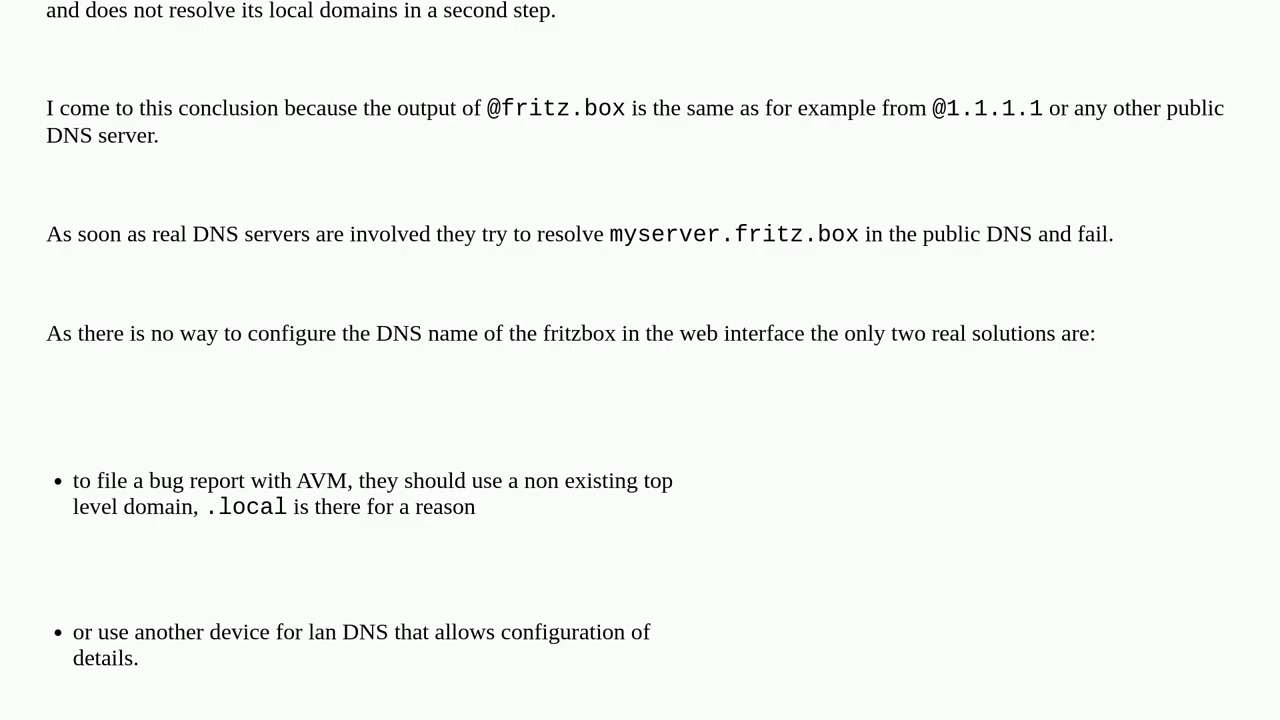 and does not resolve its local domains in a second step.
I come to this conclusion because the output of @fritz.box is the same as for example from @1.1.1.1 or any other public
DNS server.
As soon as real DNS servers are involved they try to resolve myserver.fritz.box in the public DNS and fail.
As there is no way to configure the DNS name of the fritzbox in the web interface the only two real solutions are:
• to file a bug report with AVM, they should use a non existing top
level domain, .local is there for a reason
• or use another device for lan DNS that allows configuration of
details.